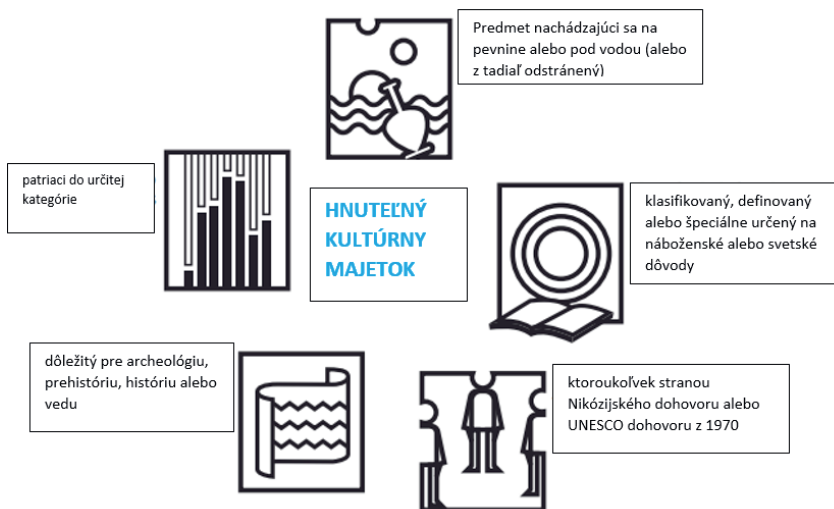 Predmet nachádzajúci sa na
pevnine alebo pod vodou (alebo
z tadiaľ odstránený)
patriaci do určitej
kategórie
HNUTEĽNÝ
KULTÚRNY
MAJETOK
klasifikovaný, definovaný
alebo špeciálne určený na
náboženské alebo svetské
dôvody
dôležitý pre archeológiu,
prehistóriu, históriu alebo
vedu
ktoroukoľvek stranou
Nikózijského dohovoru alebo
UNESCO dohovoru z 1970